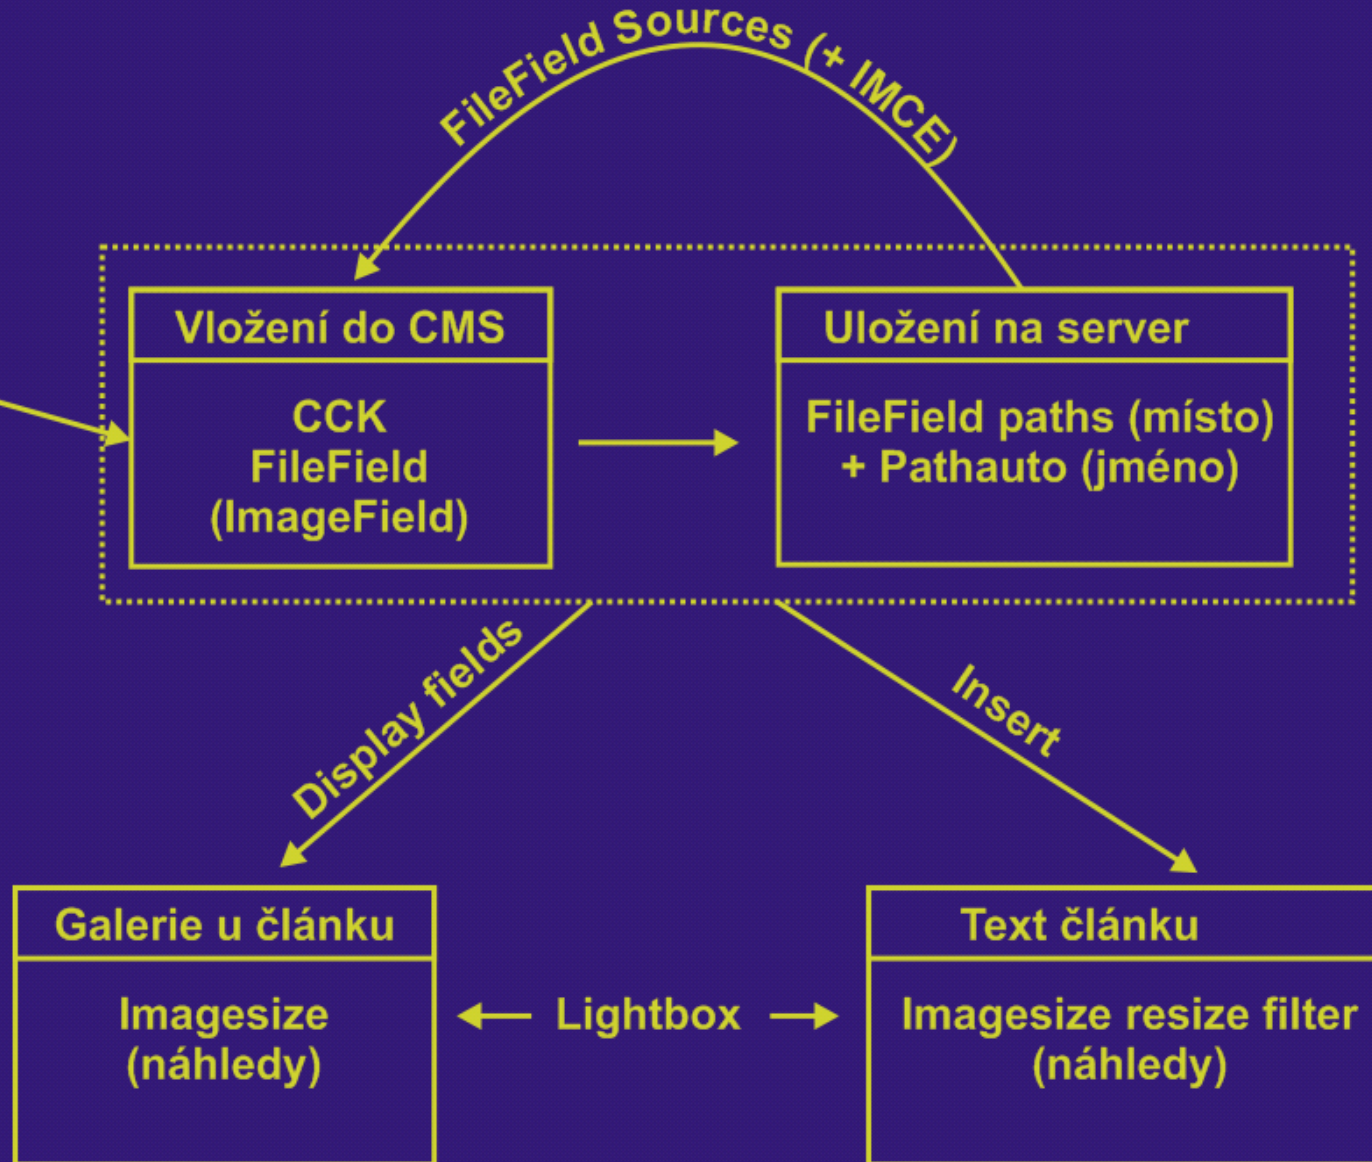 FileField Sources (+ IMCE)
Vložení do CMS
CCK
FileField
(ImageField)
Uložení na server
FileField paths (místo)
+ Pathauto (jméno)
Display fields
Insert
Galerie u článku
Imagesize
(náhledy)
Lightbox
Text článku
Imagesize resize filter
(náhledy)